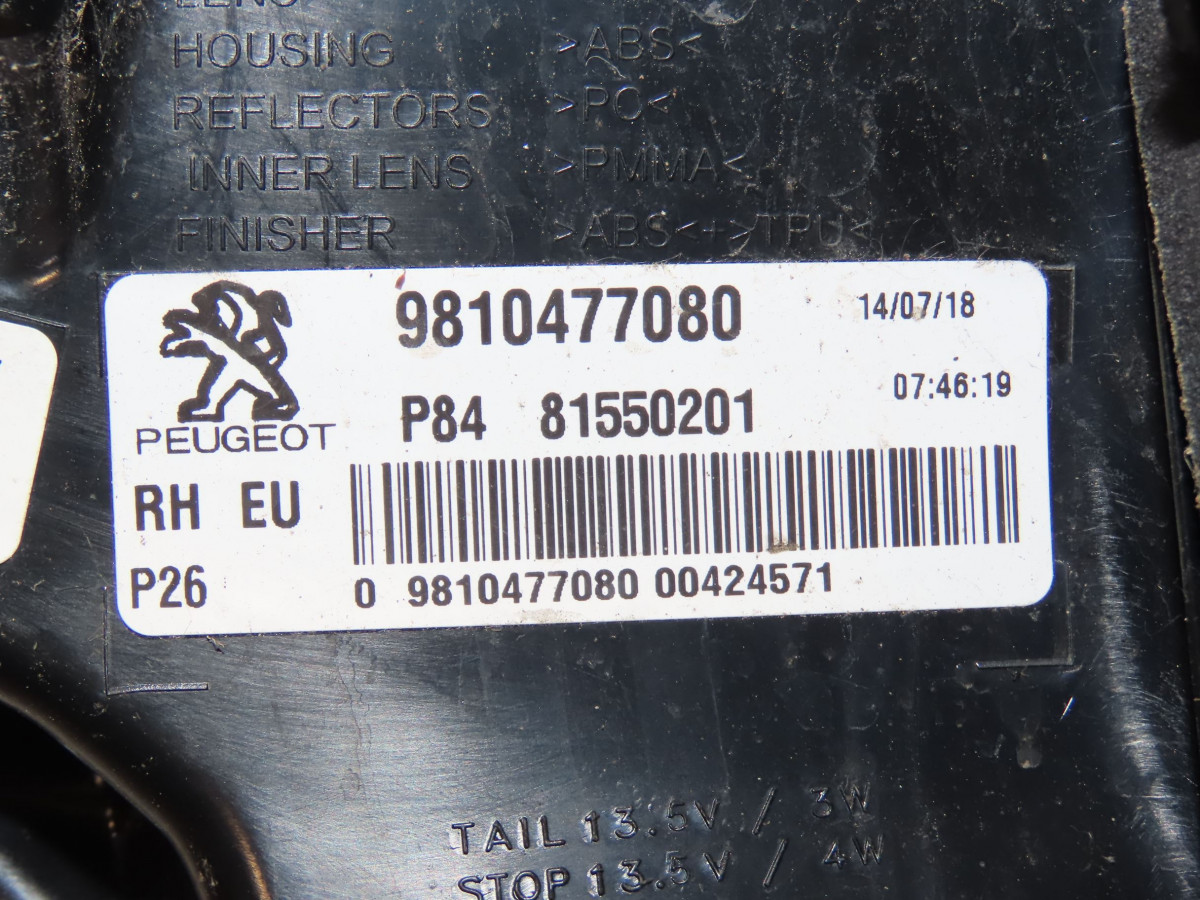 LENS
HOUSING >ABS<
REFLECTORS >PC<
INNER LENS >PMMA<
FINISHER >ABS<+>TPU<
9810477080 14/07/18
P84 81550201 07:46:19
PEUGEOT
RH EU
P26
0 9810477080 00424571
TAIL 13.5V / 3W
STOP 13.5V / 4W